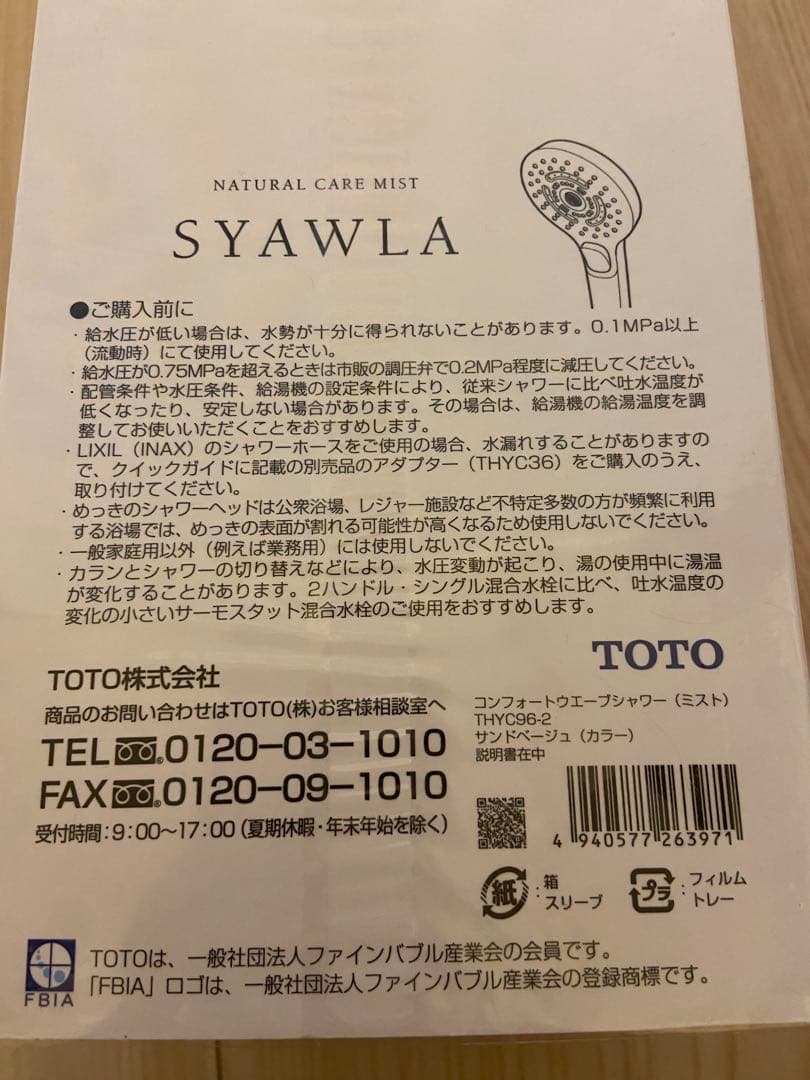 NATURAL CARE MIST
SYAWLA
●ご購入前に
・給水圧が低い場合は、水勢が十分に得られないことがあります。0.1MPa以上
（流動時）にて使用してください。
・給水圧が0.75MPaを超えるときは市販の調圧弁で0.2MPa程度に減圧してください。
・配管条件や水圧条件、給湯機の設定条件により、従来シャワーに比べ吐水温度が
低くなったり、安定しない場合があります。その場合は、給湯機の給湯温度を調
整してお使いいただくことをおすすめします。
・LIXIL（INAX）のシャワーホースをご使用の場合、水漏れすることがありますの
で、クイックガイドに記載の別売品のアダプター（THYC36）をご購入のうえ、
取り付けてください。
・めっきのシャワーヘッドは公衆浴場、レジャー施設など不特定多数の方が頻繁に利用
する浴場では、めっきの表面が割れる可能性が高くなるため使用しないでください。
・一般家庭用以外（例えば業務用）には使用しないでください。
・カランとシャワーの切り替えなどにより、水圧変動が起こり、湯の使用中に湯温
が変化することがあります。2ハンドル・シングル混合水栓に比べ、吐水温度の
変化の小さいサーモスタット混合水栓のご使用をおすすめします。
TOTO
TOTO株式会社
商品のお問い合わせはTOTO(株)お客様相談室へ
TEL 0120-03-1010
FAX 0120-09-1010
受付時間：9:00〜17:00（夏期休暇・年末年始を除く）
コンフォートウエーブシャワー（ミスト）
THYC96-2
サンドベージュ（カラー）
説明書在中
4 940577 263971
紙：箱
スリーブ
プラ：フィルム
トレー
FBIA
TOTOは、一般社団法人ファインバブル産業会の会員です。
「FBIA」ロゴは、一般社団法人ファインバブル産業会の登録商標です。